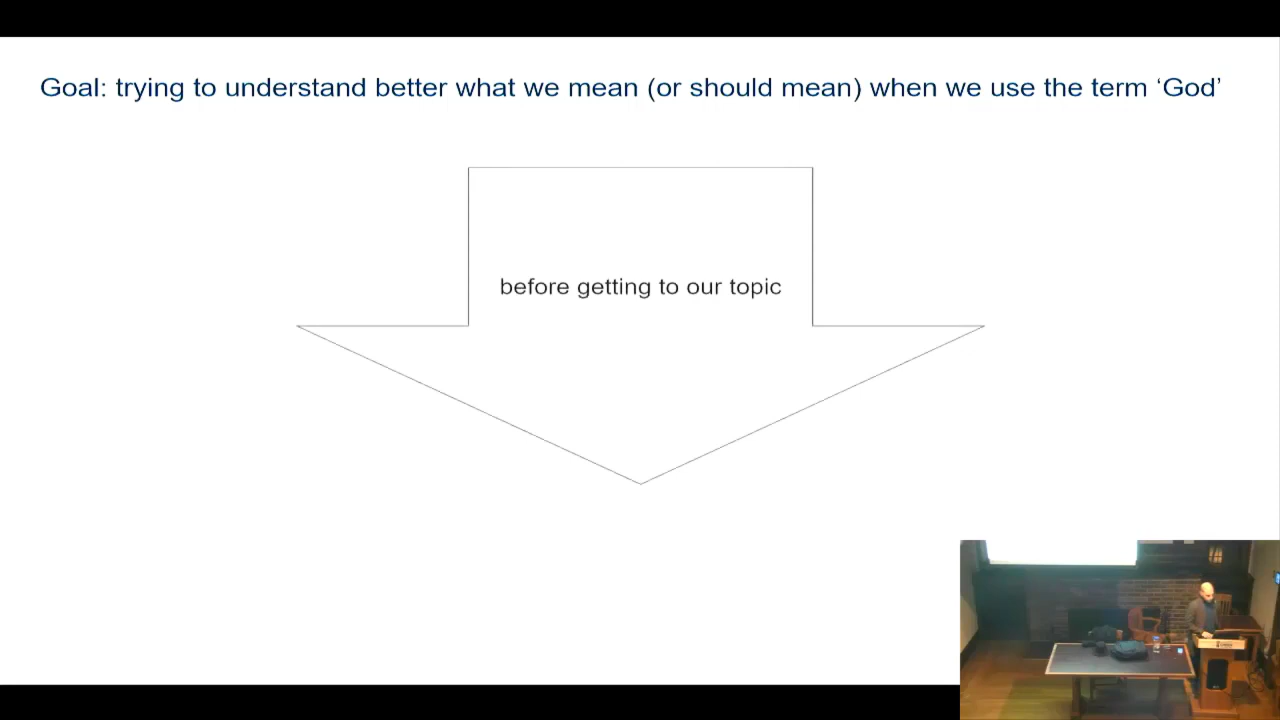 Goal: trying to understand better what we mean (or should mean) when we use the term ‘God’
before getting to our topic